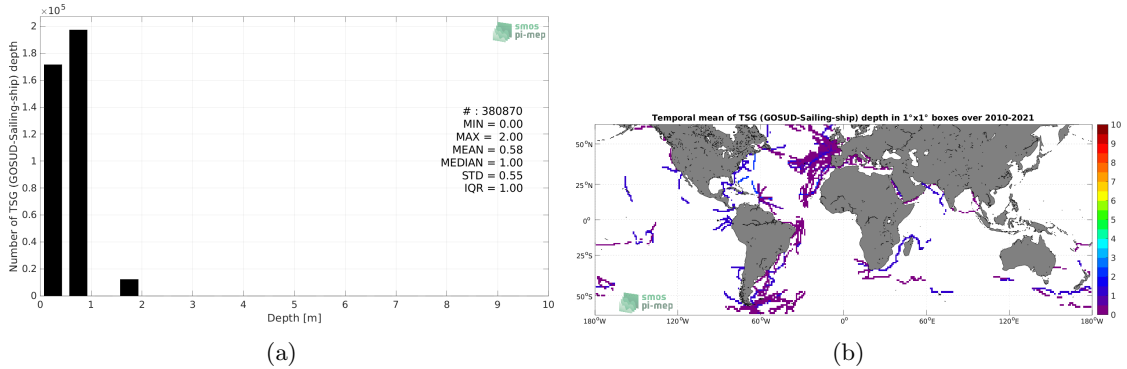 ×10⁵
2
1.8
1.6
1.4
1.2
1
0.8
0.6
0.4
0.2
0
Number of TSG (GOSUD-Sailing-ship) depth
smos
pi-mep
# : 380870
MIN = 0.00
MAX = 2.00
MEAN = 0.58
MEDIAN = 1.00
STD = 0.55
IQR = 1.00
0 1 2 3 4 5 6 7 8 9 10
Depth [m]
(a)
Temporal mean of TSG (GOSUD-Sailing-ship) depth in 1°x1° boxes over 2010-2021
50°N
25°N
0°
25°S
50°S
smos
pi-mep
180°W 120°W 60°W 0° 60°E 120°E 180°E
10
9
8
7
6
5
4
3
2
1
0
(b)